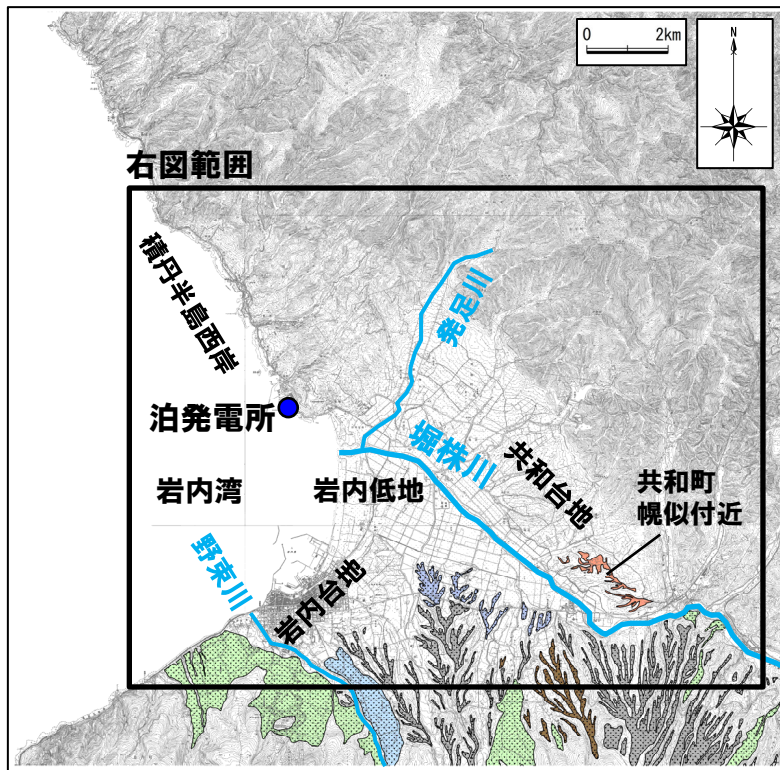 0 2km
N
右図範囲
積丹半島西岸
発足川
泊発電所
堀株川
共和台地
岩内湾
岩内低地
共和町
幌似付近
野束川
岩内台地